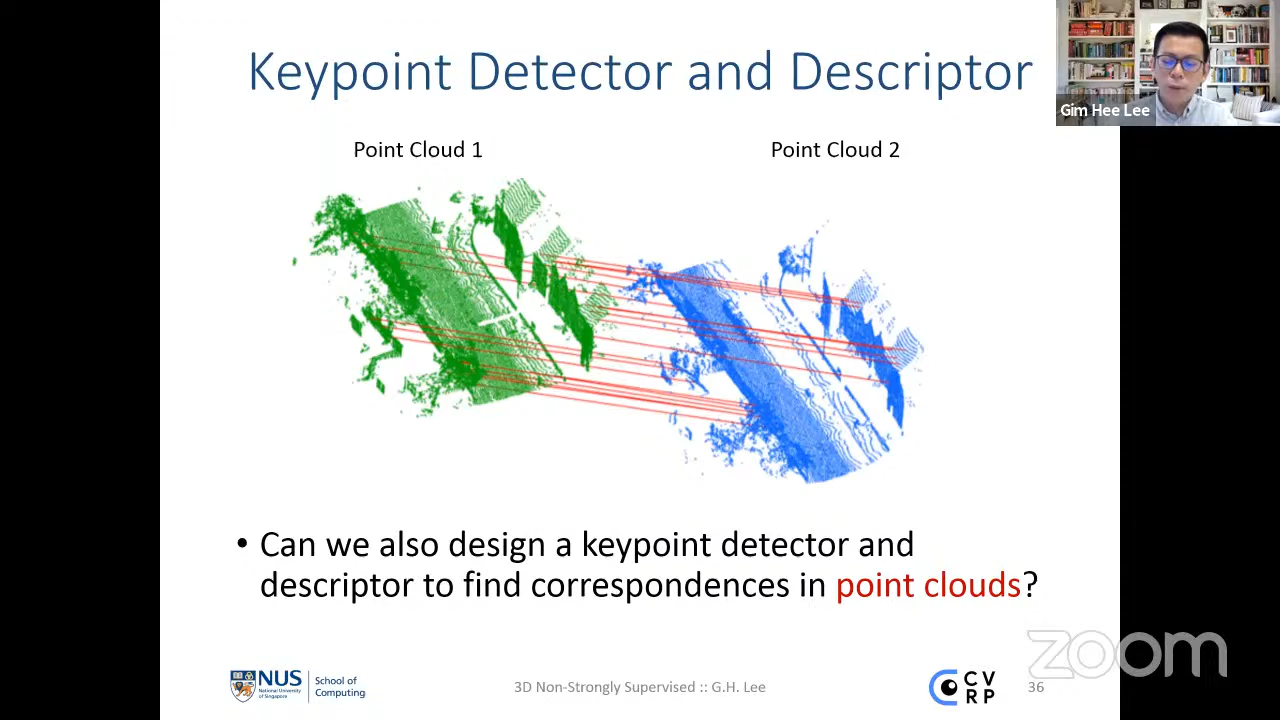 Keypoint Detector and Descriptor
Gim Hee Lee
Point Cloud 1
Point Cloud 2
• Can we also design a keypoint detector and
descriptor to find correspondences in point clouds?
zoom
NUS
National University
of Singapore
School of
Computing
3D Non-Strongly Supervised :: G.H. Lee
CV
RP
36